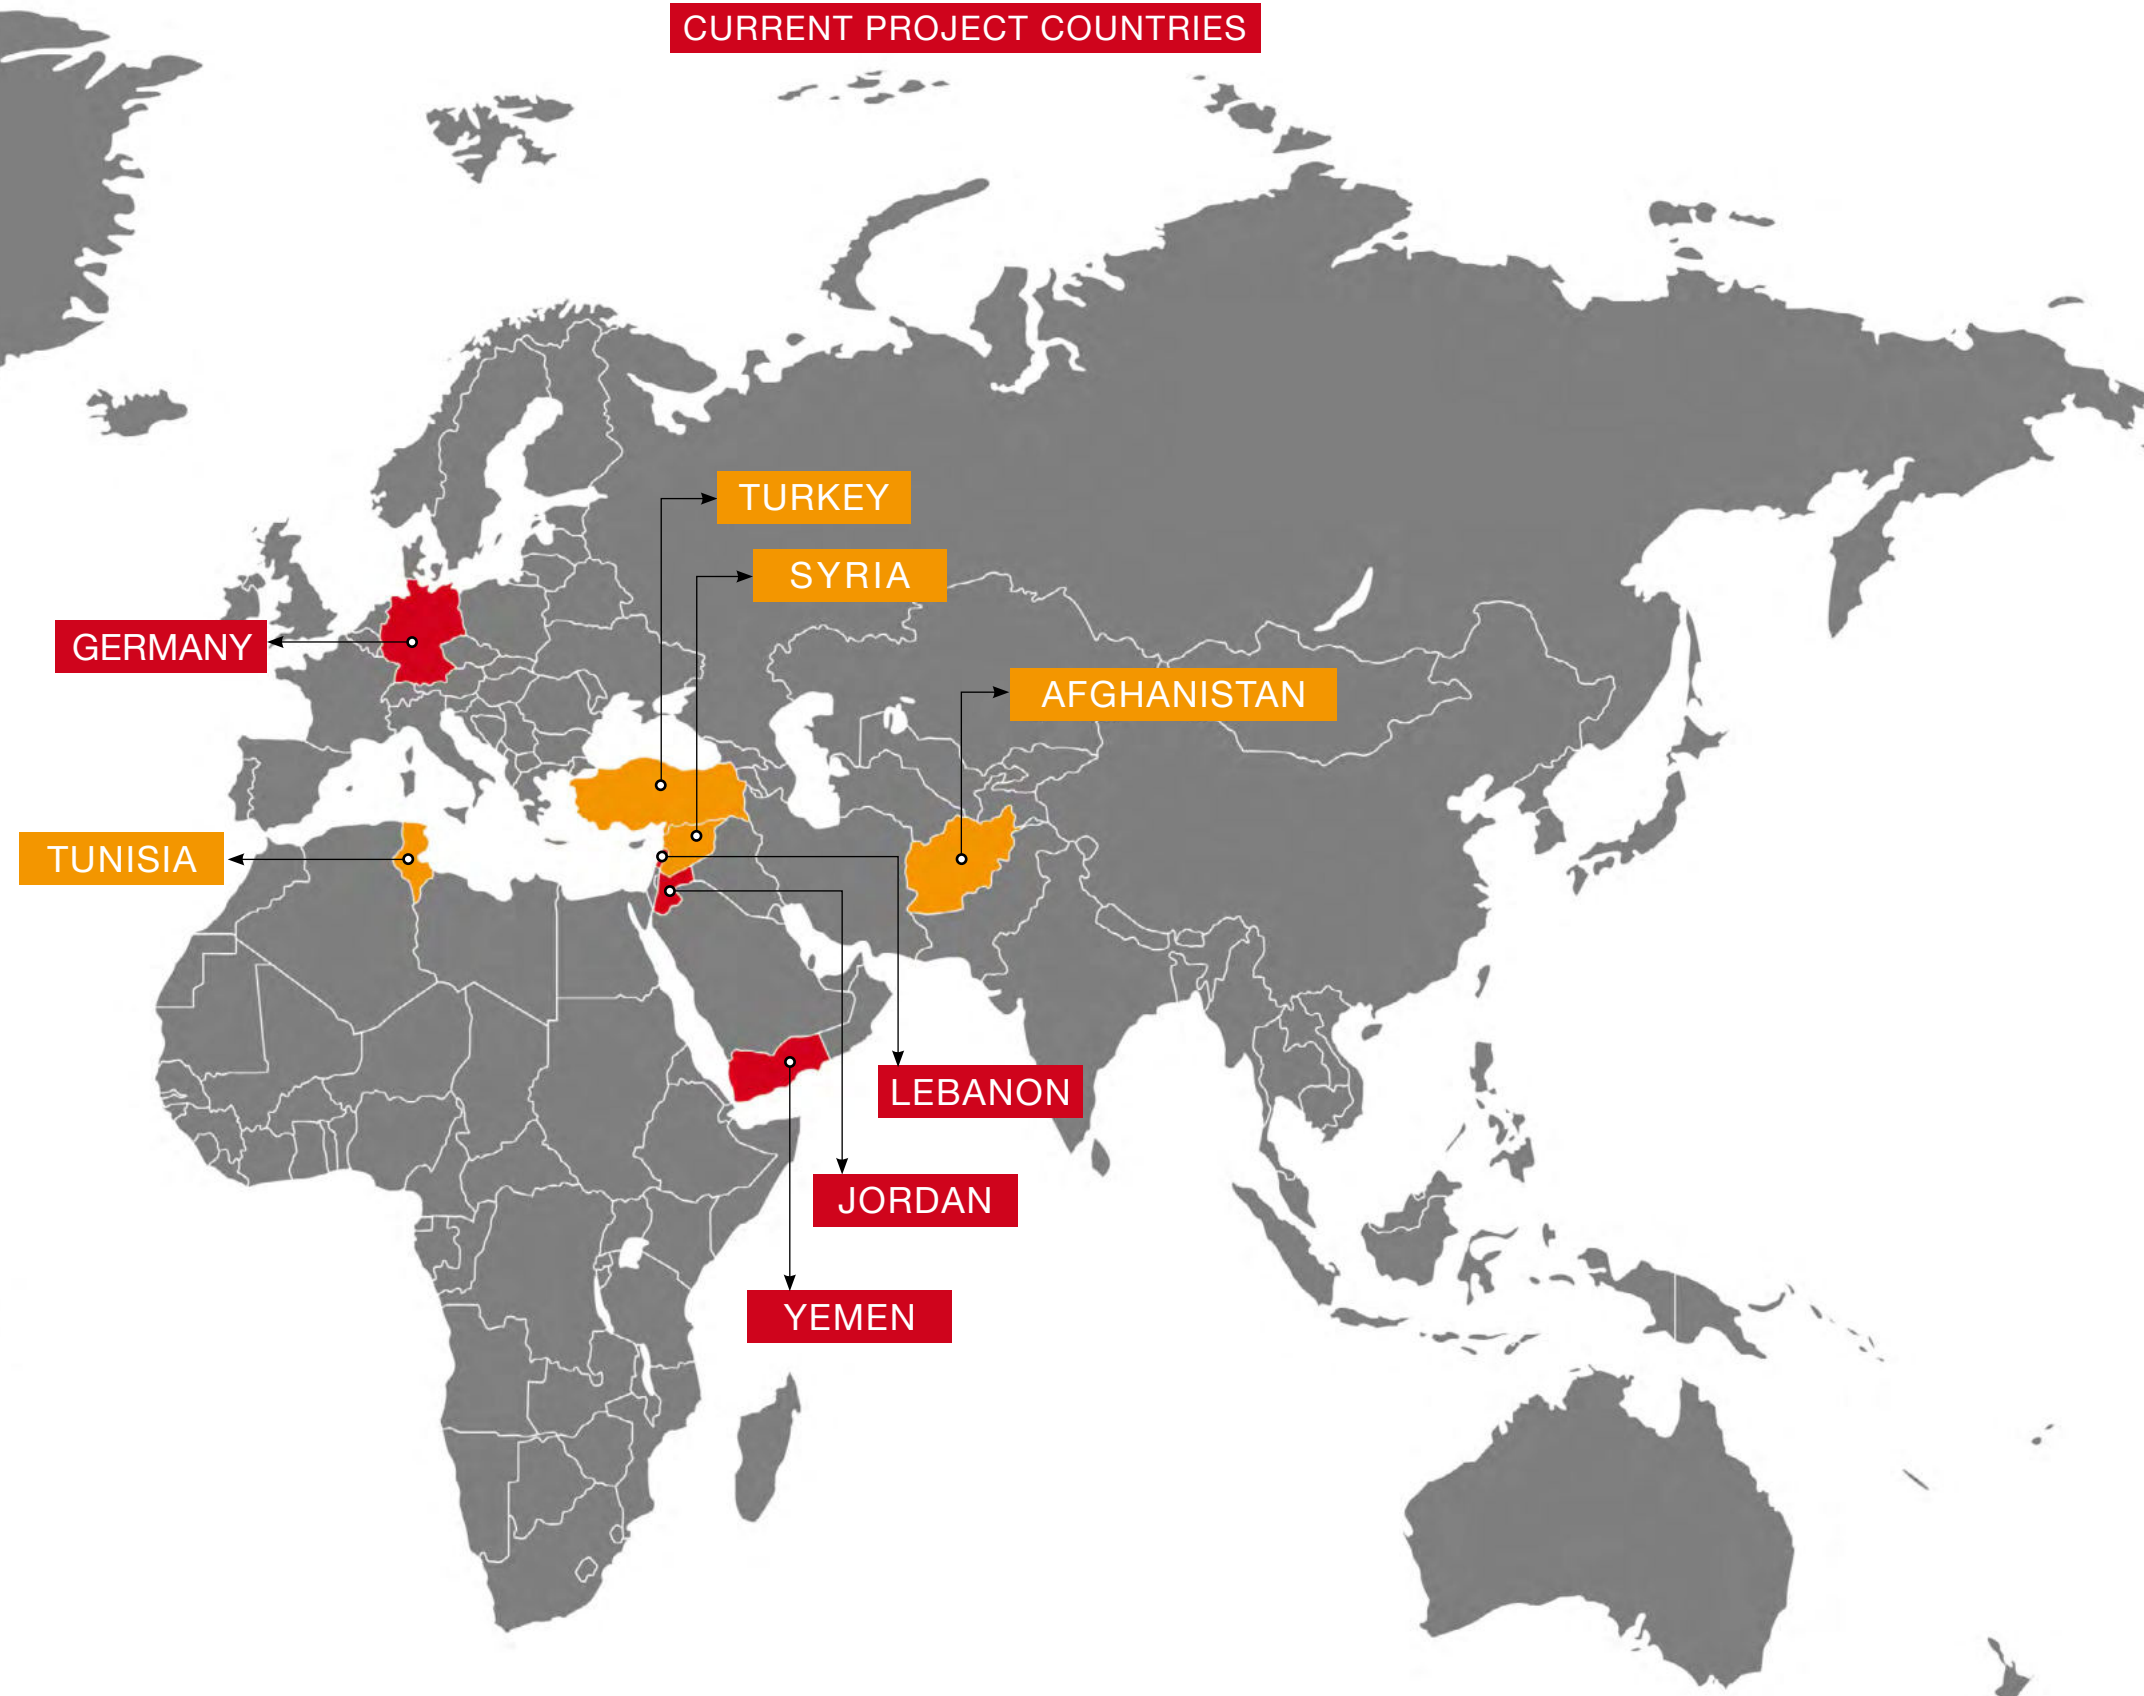 CURRENT PROJECT COUNTRIES
TURKEY
SYRIA
GERMANY
AFGHANISTAN
TUNISIA
LEBANON
JORDAN
YEMEN